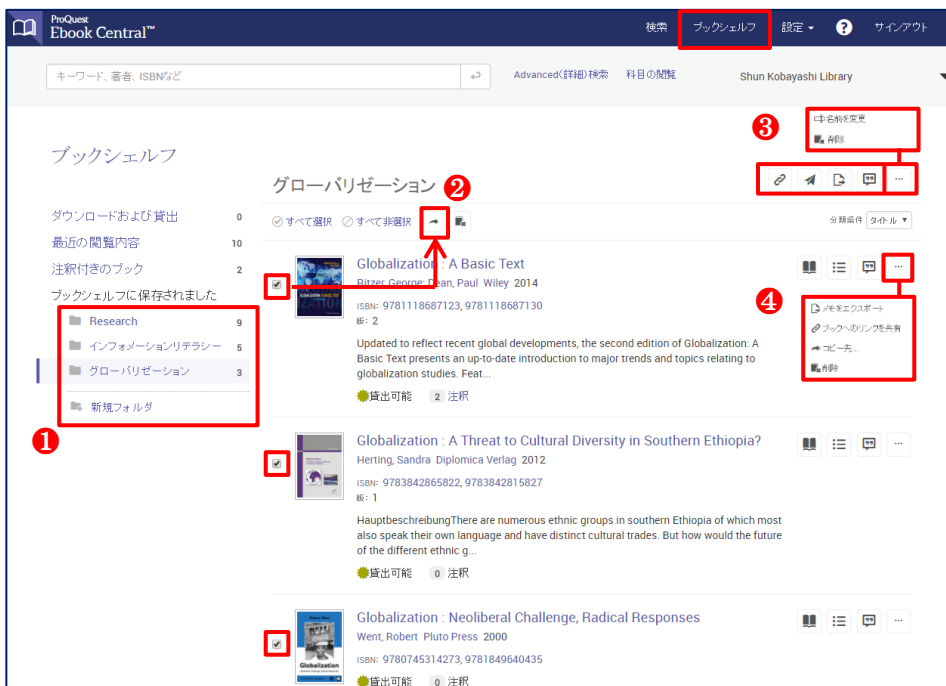 ProQuest
Ebook Central™
検索 ブックシェルフ 設定 ? サインアウト
キーワード、著者、ISBNなど
Advanced(詳細)検索 科目の閲覧 Shun Kobayashi Library
❸
名前を変更
削除
ブックシェルフ
グローバリゼーション ❷
ダウンロードおよび貸出 0
最近の閲覧内容 10
注釈付きのブック 2
ブックシェルフに保存されました
Research 9
インフォメーションリテラシー 5
グローバリゼーション 3
新規フォルダ
❶
すべて選択 すべて非選択
分類条件 タイトル
Globalization : A Basic Text
Ritzer, George; Dean, Paul Wiley 2014
ISBN: 9781118687123, 9781118687130
版: 2
Updated to reflect recent global developments, the second edition of Globalization: A
Basic Text presents an up-to-date introduction to major trends and topics relating to
globalization studies. Feat...
貸出可能 2 注釈
❹
メモをエクスポート
ブックへのリンクを共有
コピー先...
削除
Globalization : A Threat to Cultural Diversity in Southern Ethiopia?
Herting, Sandra Diplomica Verlag 2012
ISBN: 9783842865822, 9783842815827
版: 1
HauptbeschreibungThere are numerous ethnic groups in southern Ethiopia of which most
also speak their own language and have distinct cultural trades. But how would the future
of the different ethnic g...
貸出可能 0 注釈
Globalization : Neoliberal Challenge, Radical Responses
Went, Robert Pluto Press 2000
ISBN: 9780745314273, 9781849640435
貸出可能 0 注釈
Globalization